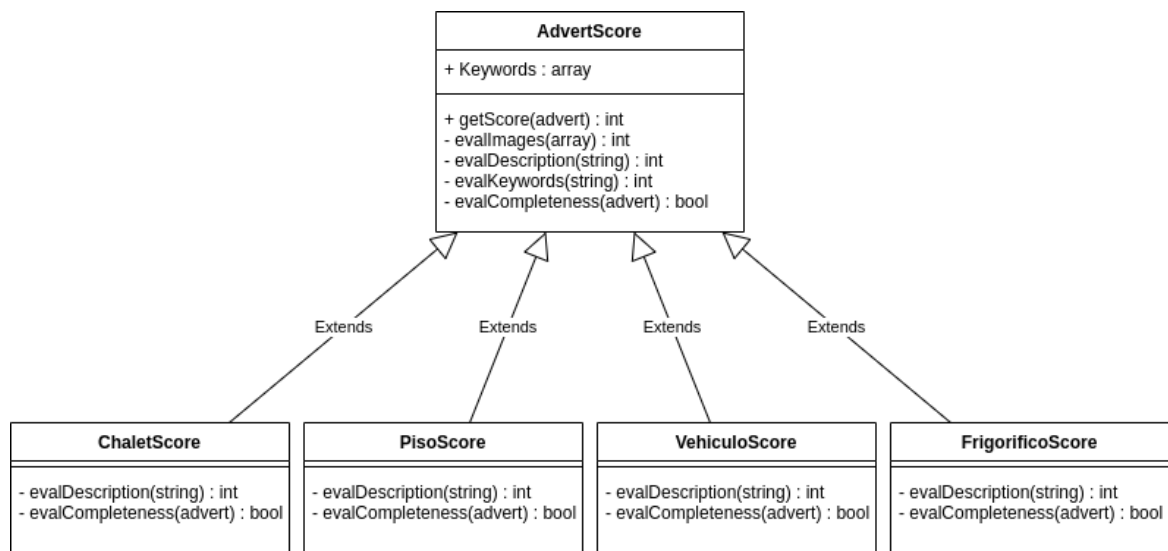 AdvertScore
+ Keywords : array
+ getScore(advert) : int
- evalImages(array) : int
- evalDescription(string) : int
- evalKeywords(string) : int
- evalCompleteness(advert) : bool
Extends
Extends
Extends
Extends
ChaletScore
- evalDescription(string) : int
- evalCompleteness(advert) : bool
PisoScore
- evalDescription(string) : int
- evalCompleteness(advert) : bool
VehiculoScore
- evalDescription(string) : int
- evalCompleteness(advert) : bool
FrigorificoScore
- evalDescription(string) : int
- evalCompleteness(advert) : bool